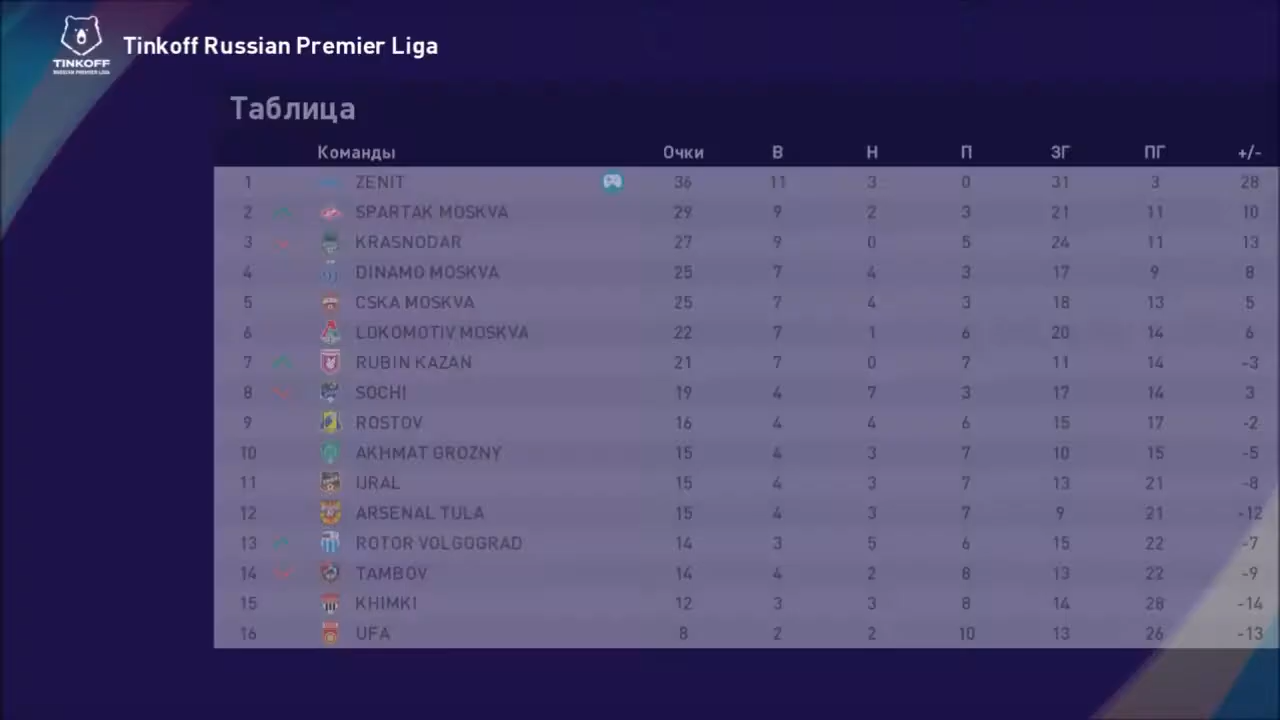 TINKOFF
RUSSIAN PREMIER LIGA
Tinkoff Russian Premier Liga
Таблица
Команды Очки В Н П ЗГ ПГ +/-
1 ZENIT 36 11 3 0 31 3 28
2 SPARTAK MOSKVA 29 9 2 3 21 11 10
3 KRASNODAR 27 9 0 5 24 11 13
4 DINAMO MOSKVA 25 7 4 3 17 9 8
5 CSKA MOSKVA 25 7 4 3 18 13 5
6 LOKOMOTIV MOSKVA 22 7 1 6 20 14 6
7 RUBIN KAZAN 21 7 0 7 11 14 -3
8 SOCHI 19 4 7 3 17 14 3
9 ROSTOV 16 4 4 6 15 17 -2
10 AKHMAT GROZNY 15 4 3 7 10 15 -5
11 URAL 15 4 3 7 13 21 -8
12 ARSENAL TULA 15 4 3 7 9 21 -12
13 ROTOR VOLGOGRAD 14 3 5 6 15 22 -7
14 TAMBOV 14 4 2 8 13 22 -9
15 KHIMKI 12 3 3 8 14 28 -14
16 UFA 8 2 2 10 13 26 -13